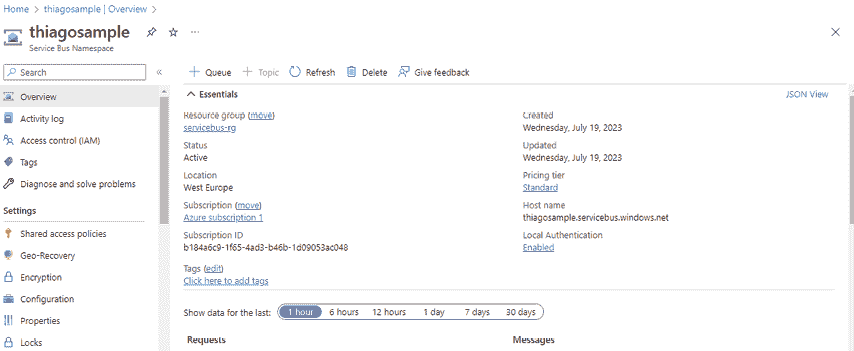 Home > thiagosample | Overview >
thiagosample
Service Bus Namespace
Search
Overview
Activity log
Access control (IAM)
Tags
Diagnose and solve problems
Settings
Shared access policies
Geo-Recovery
Encryption
Configuration
Properties
Locks
+ Queue + Topic Refresh Delete Give feedback
Essentials JSON View
Resource group (move)
servicebus-rg
Status
Active
Location
West Europe
Subscription (move)
Azure subscription 1
Subscription ID
b184a6c9-1f65-4ad3-b46b-1d09053ac048
Tags (edit)
Click here to add tags
Created
Wednesday, July 19, 2023
Updated
Wednesday, July 19, 2023
Pricing tier
Standard
Host name
thiagosample.servicebus.windows.net
Local Authentication
Enabled
Show data for the last: 1 hour 6 hours 12 hours 1 day 7 days 30 days
Requests Messages